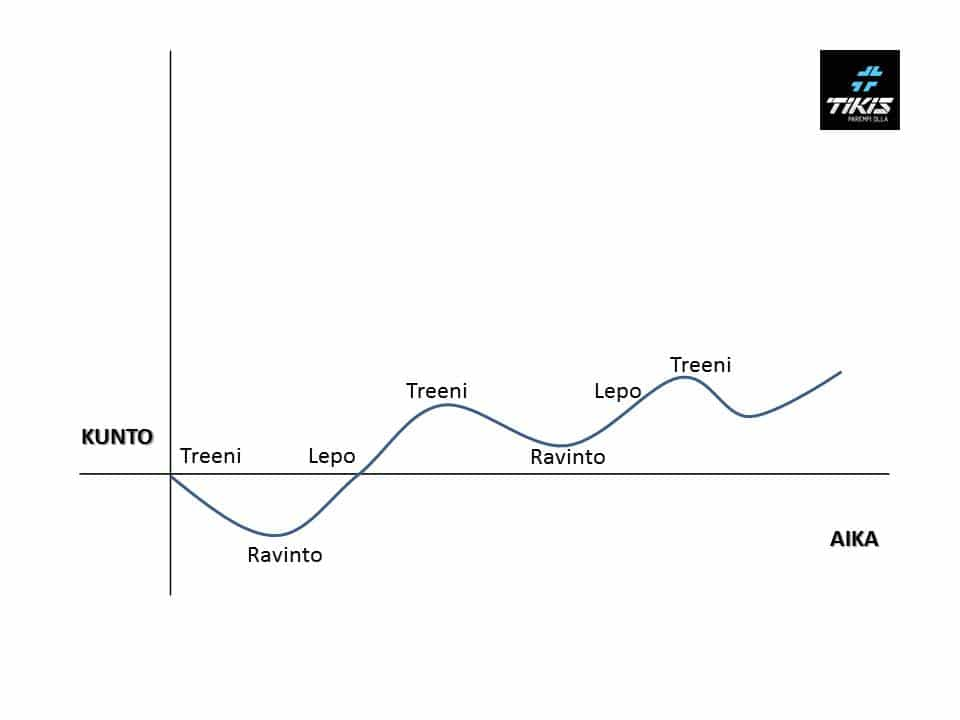 TIKIS
PAREMPI OLLA
Treeni
Treeni
Lepo
KUNTO
Treeni
Lepo
Ravinto
AIKA
Ravinto